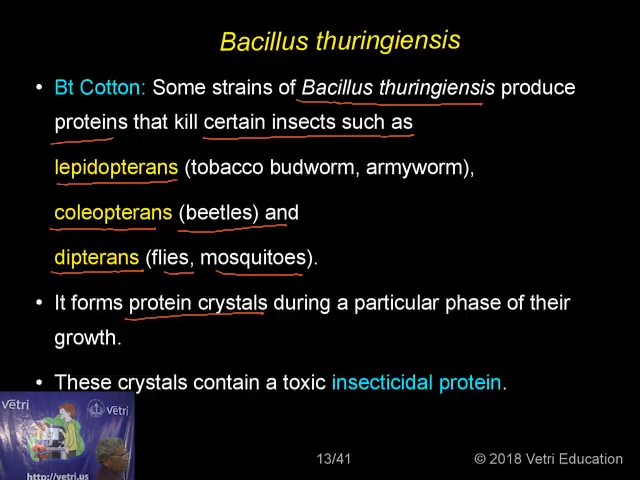 Bacillus thuringiensis
• Bt Cotton: Some strains of Bacillus thuringiensis produce
proteins that kill certain insects such as
lepidopterans (tobacco budworm, armyworm),
coleopterans (beetles) and
dipterans (flies, mosquitoes).
• It forms protein crystals during a particular phase of their
growth.
• These crystals contain a toxic insecticidal protein.
vetri
vetri
http://vetri.us
13/41
© 2018 Vetri Education